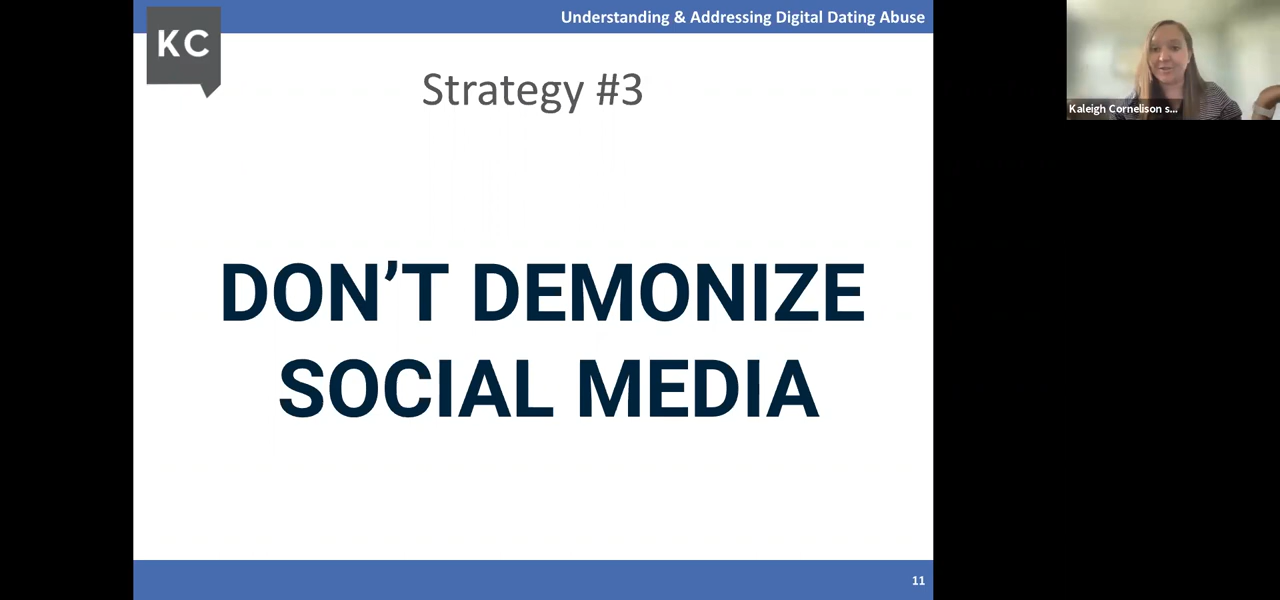 Understanding & Addressing Digital Dating Abuse
KC
Strategy #3
DON’T DEMONIZE
SOCIAL MEDIA
11
Kaleigh Cornelison s...